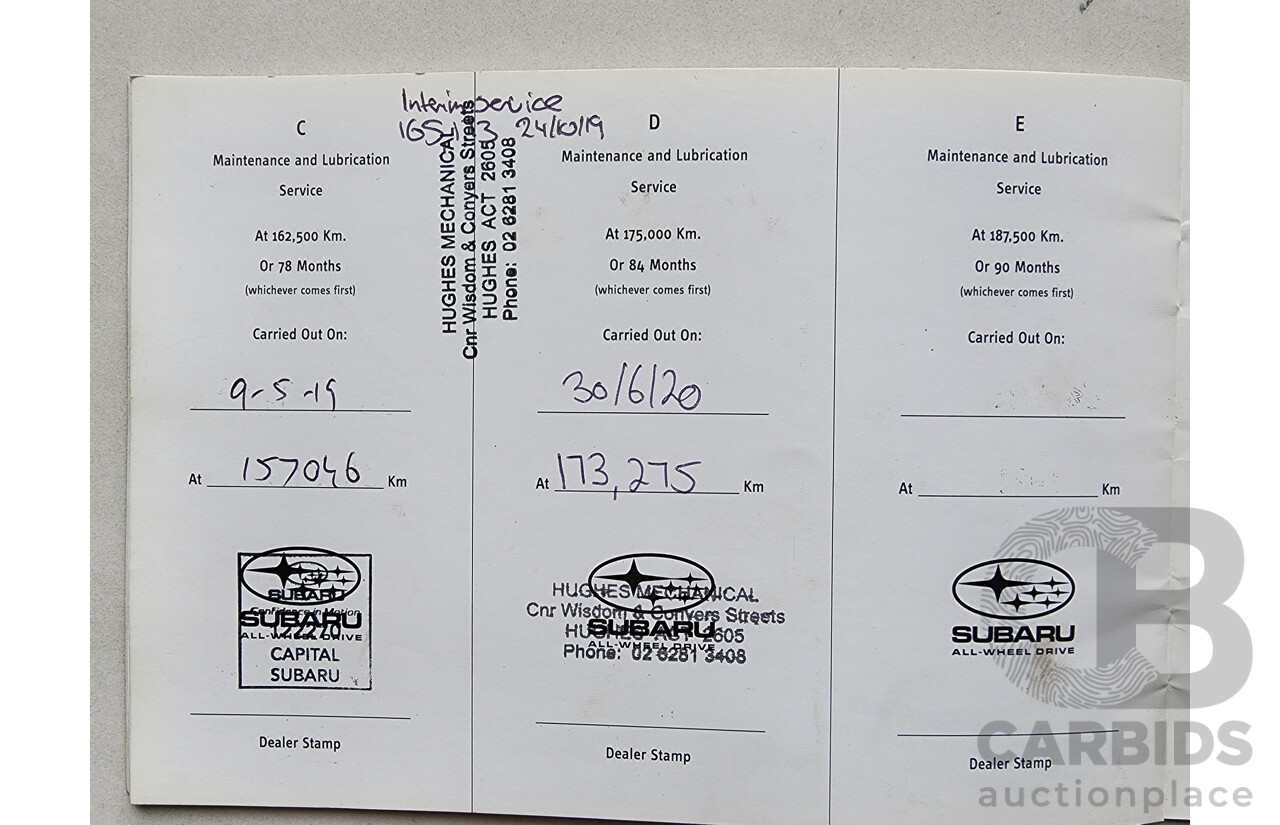 Interim service
24/10/19
HUGHES MECHANICAL
Cnr Wisdom & Conyers Streets
HUGHES ACT 2605
Phone: 02 6281 3408
C
Maintenance and Lubrication
Service
At 162,500 Km.
Or 78 Months
(whichever comes first)
Carried Out On:
9-5-19
At 157046 Km
SUBARU
Confidence in Motion
SUBARU
ALL-WHEEL DRIVE
CAPITAL
SUBARU
Dealer Stamp
D
Maintenance and Lubrication
Service
At 175,000 Km.
Or 84 Months
(whichever comes first)
Carried Out On:
30/6/20
At 173,275 Km
HUGHES MECHANICAL
Cnr Wisdom & Conyers Streets
HUGHES ACT 2605
SUBARU
ALL-WHEEL DRIVE
Phone: 02 6281 3408
Dealer Stamp
E
Maintenance and Lubrication
Service
At 187,500 Km.
Or 90 Months
(whichever comes first)
Carried Out On:
At Km
SUBARU
ALL-WHEEL DRIVE
Dealer Stamp
CARBIDS
auctionplace